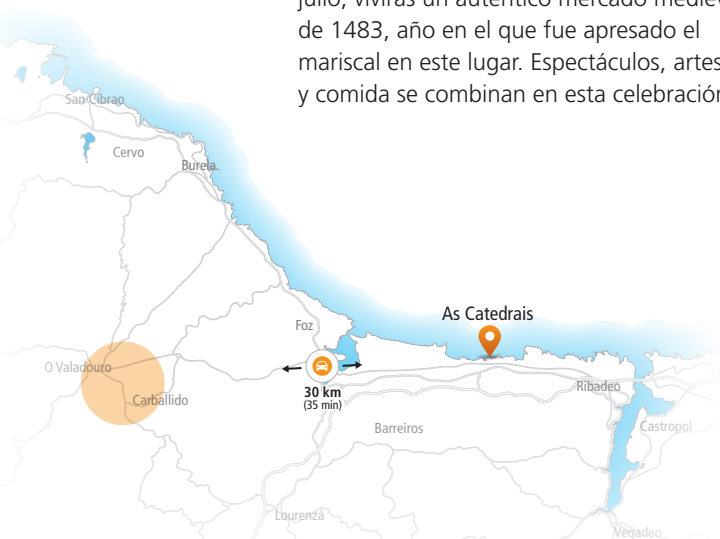 julio, vivirás un auténtico mercado mediev
de 1483, año en el que fue apresado el
mariscal en este lugar. Espectáculos, artes
y comida se combinan en esta celebración
San Cibrao
Cervo
Burela
As Catedrais
Foz
O Valadouro
30 km
(35 min)
Carballido
Ribadeo
Barreiros
Castropol
Lourenzá
Vegadeo